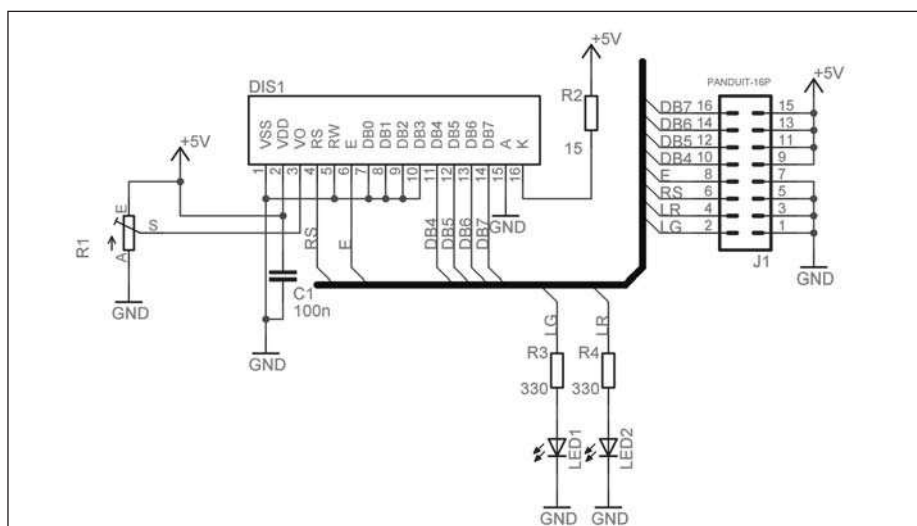 +5V
PANDUIT-16P
+5V
DIS1
R2
15
VSS
VDD
VO
RS
RW
E
DB0
DB1
DB2
DB3
DB4
DB5
DB6
DB7
A
K
1
2
3
4
5
6
7
8
9
10
11
12
13
14
15
16
+5V
DB7 16 15
DB6 14 13
DB5 12 11
DB4 10 9
E 8 7
RS 6 5
LR 4 3
LG 2 1
J1
GND
E
S
A
R1
GND
RS
E
DB4
DB5
DB6
DB7
GND
C1
100n
GND
LG
LR
R3
330
R4
330
LED1
LED2
GND
GND